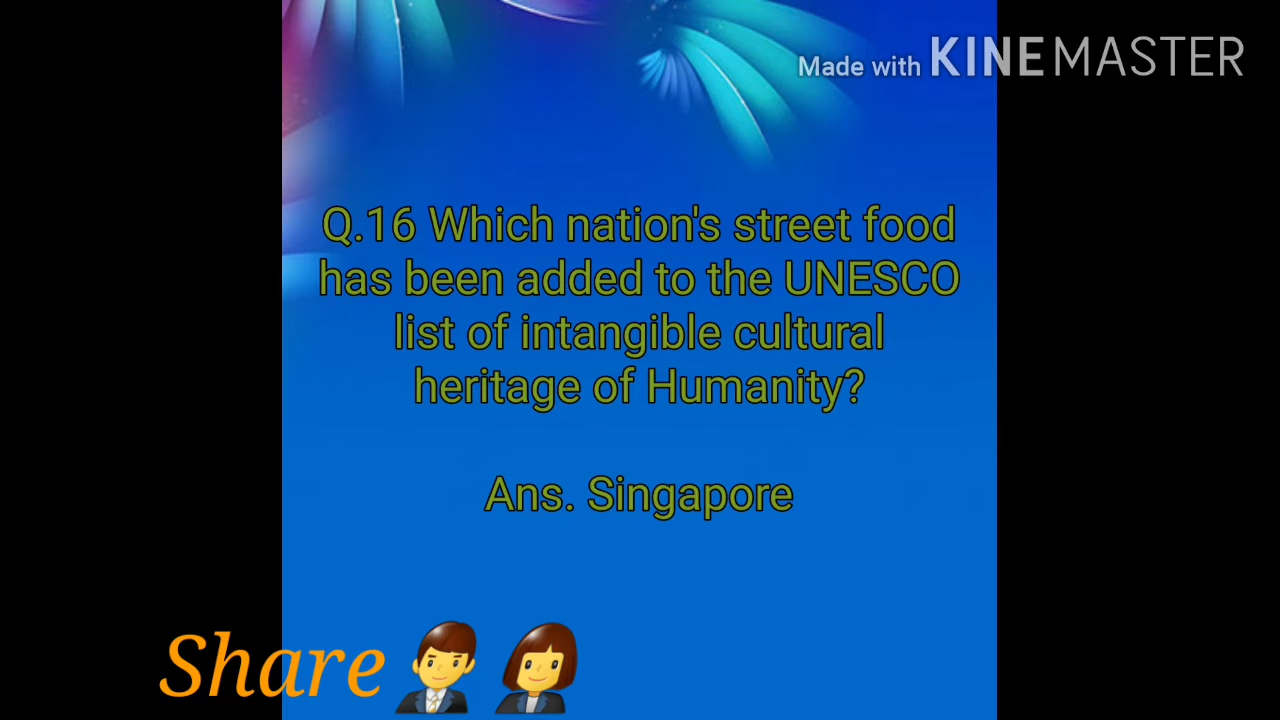 Made with KINEMASTER
Q.16 Which nation's street food
has been added to the UNESCO
list of intangible cultural
heritage of Humanity?
Ans. Singapore
Share